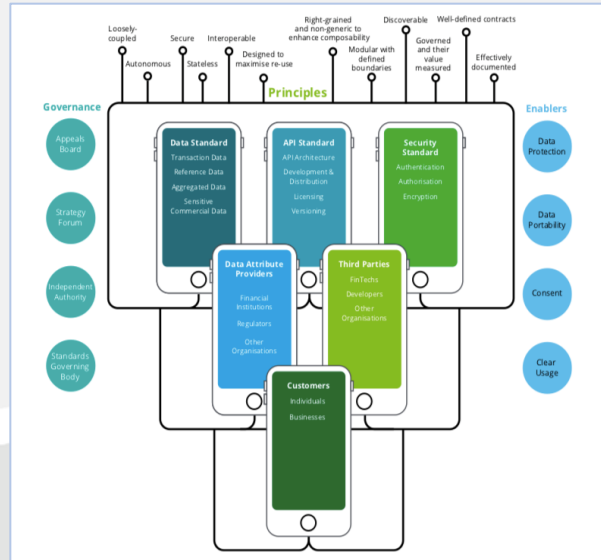 Loosely-
coupled
Autonomous
Secure
Stateless
Interoperable
Designed to
maximise re-use
Right-grained
and non-generic to
enhance composability
Modular with
defined
boundaries
Discoverable
Governed
and their
value
measured
Well-defined contracts
Effectively
documented
Principles
Governance
Appeals
Board
Strategy
Forum
Independent
Authority
Standards
Governing
Body
Data Standard
Transaction Data
Reference Data
Aggregated Data
Sensitive
Commercial Data
API Standard
API Architecture
Development &
Distribution
Licensing
Versioning
Security
Standard
Authentication
Authorisation
Encryption
Data Attribute
Providers
Financial
Institutions
Regulators
Other
Organisations
Third Parties
FinTechs
Developers
Other
Organisations
Customers
Individuals
Businesses
Enablers
Data
Protection
Data
Portability
Consent
Clear
Usage